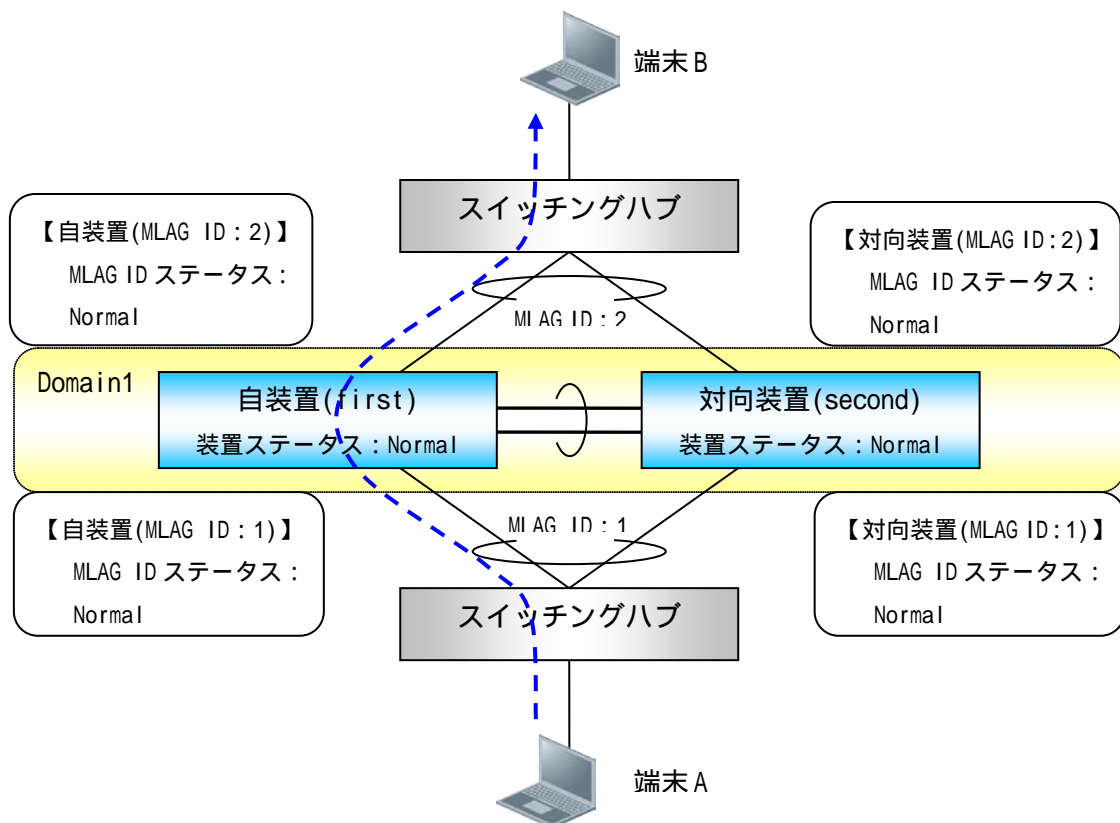 端末B
スイッチングハブ
【自装置(MLAG ID：2)】
MLAG ID ステータス：
Normal
【対向装置(MLAG ID：2)】
MLAG ID ステータス：
Normal
MLAG ID：2
Domain1
自装置(first)
装置ステータス：Normal
対向装置(second)
装置ステータス：Normal
【自装置(MLAG ID：1)】
MLAG ID ステータス：
Normal
MLAG ID：1
【対向装置(MLAG ID：1)】
MLAG ID ステータス：
Normal
スイッチングハブ
端末A